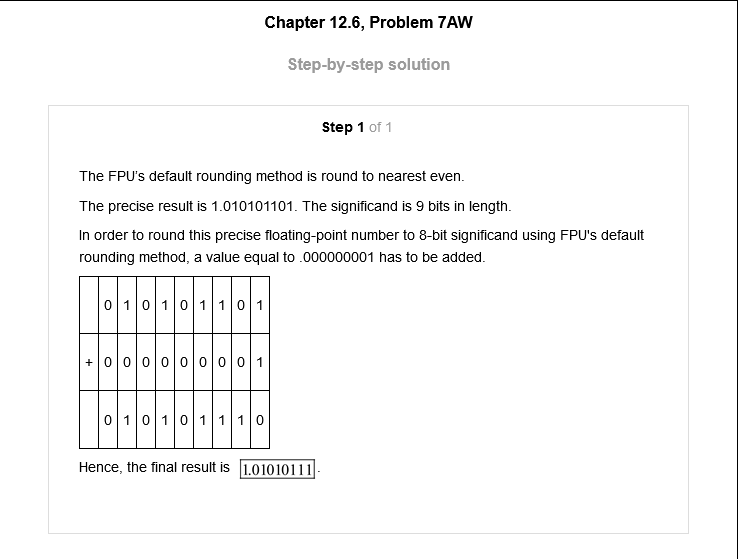 Chapter 12.6, Problem 7AW
Step-by-step solution
Step 1 of 1
The FPU's default rounding method is round to nearest even.
The precise result is 1.010101101. The significand is 9 bits in length.
In order to round this precise floating-point number to 8-bit significand using FPU's default
rounding method, a value equal to .000000001 has to be added.
0 1 0 1 0 1 1 0 1
+ 0 0 0 0 0 0 0 0 1
0 1 0 1 0 1 1 1 0
Hence, the final result is 1.01010111.